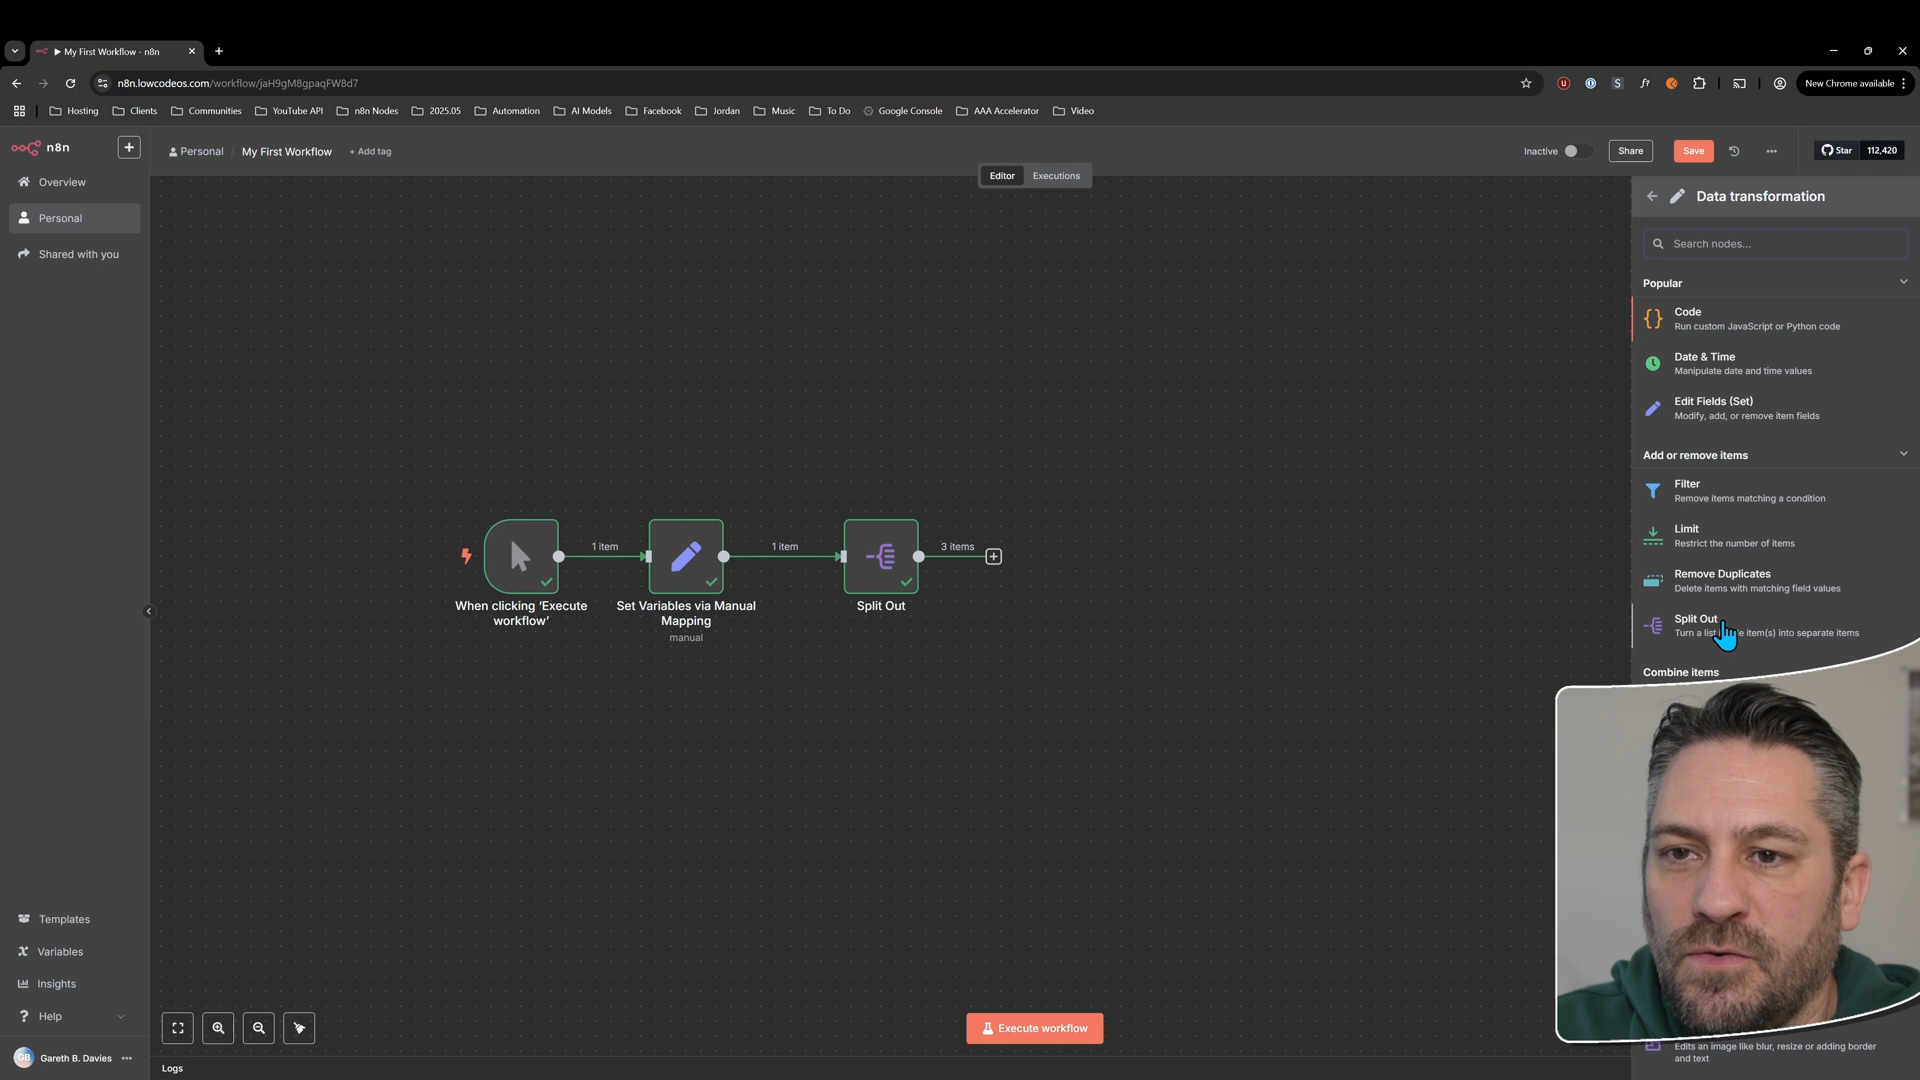 My First Workflow - n8n
n8n.lowcodeos.com/workflow/jaH9gM8gpaqFW8d7
New Chrome available
Hosting
Clients
Communities
YouTube API
n8n Nodes
2025.05
Automation
AI Models
Facebook
Jordan
Music
To Do
Google Console
AAA Accelerator
Video
n8n
Overview
Personal
Shared with you
Personal / My First Workflow + Add tag
Inactive
Share
Save
Star 112,420
Editor
Executions
1 item
1 item
3 items
When clicking ‘Execute
workflow’
Set Variables via Manual
Mapping
manual
Split Out
Data transformation
Search nodes...
Popular
Code
Run custom JavaScript or Python code
Date & Time
Manipulate date and time values
Edit Fields (Set)
Modify, add, or remove item fields
Add or remove items
Filter
Remove items matching a condition
Limit
Restrict the number of items
Remove Duplicates
Delete items with matching field values
Split Out
Turn a list item(s) into separate items
Combine items
Edits an image like blur, resize or adding border
and text
Templates
Variables
Insights
Help
GB Gareth B. Davies
Execute workflow
Logs